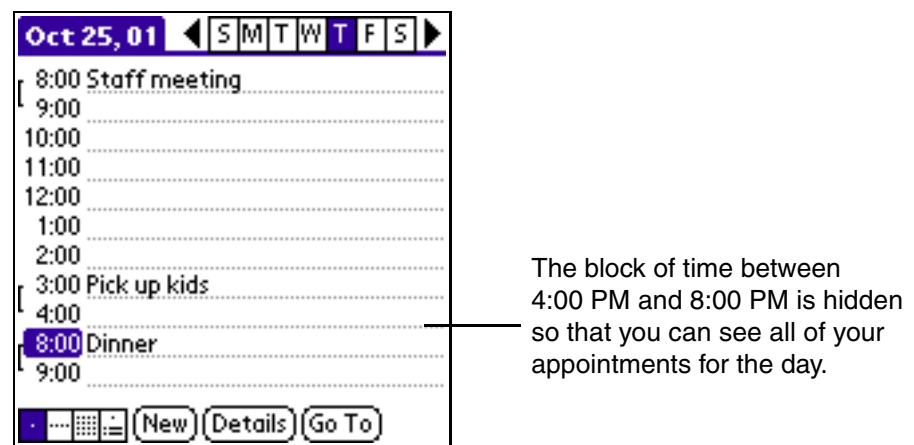 Oct 25, 01 S M T W T F S
8:00 Staff meeting
9:00
10:00
11:00
12:00
1:00
2:00
3:00 Pick up kids
4:00
8:00 Dinner
9:00
New Details Go To
The block of time between
4:00 PM and 8:00 PM is hidden
so that you can see all of your
appointments for the day.